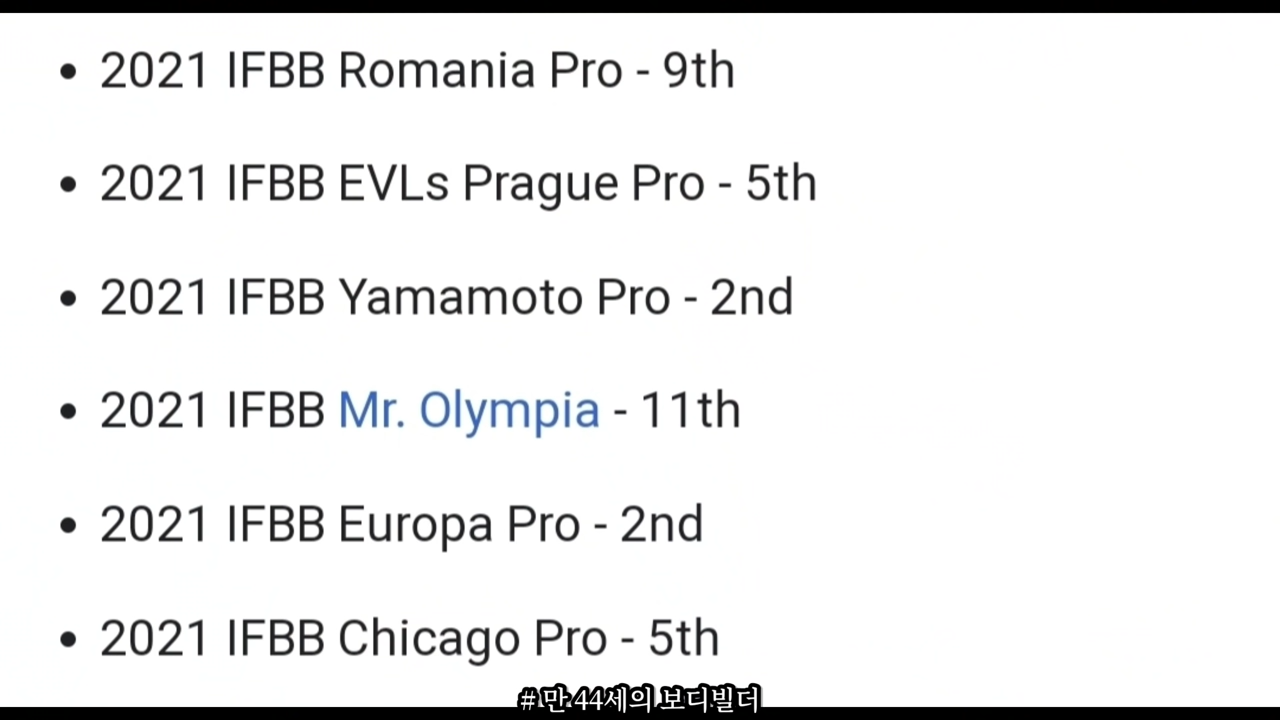 • 2021 IFBB Romania Pro - 9th
• 2021 IFBB EVLs Prague Pro - 5th
• 2021 IFBB Yamamoto Pro - 2nd
• 2021 IFBB Mr. Olympia - 11th
• 2021 IFBB Europa Pro - 2nd
• 2021 IFBB Chicago Pro - 5th
# 만 44세의 보디빌더